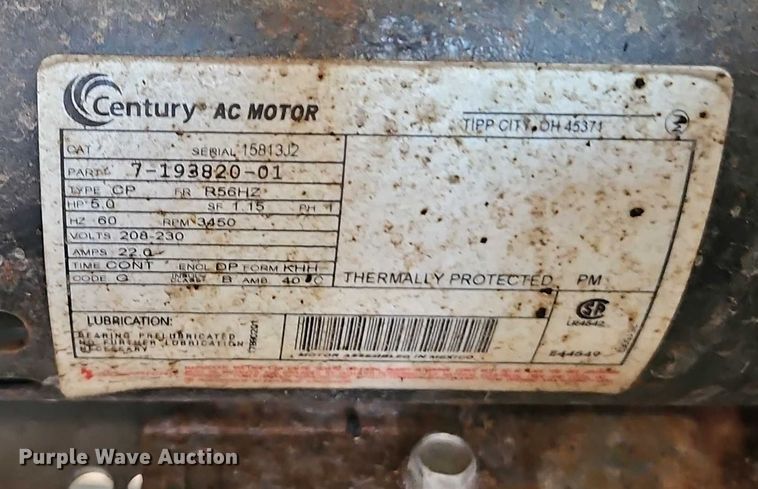 Century® AC MOTOR
TIPP CITY, OH 45371
CAT SERIAL 15813J2
PART 7-193820-01
TYPE CP FR R56HZ
HP 5.0 SF 1.15 PH 1
HZ 60 RPM 3450
VOLTS 208-230
AMPS 22.0
TIME CONT ENCL DP FORM KHH
CODE G INSUL CLASS B AMB 40 °C
THERMALLY PROTECTED PM
LR4642
LUBRICATION:
BEARING PRELUBRICATED
NO FURTHER LUBRICATION
NECESSARY
MOTOR ASSEMBLED IN MEXICO
E44549
Purple Wave Auction